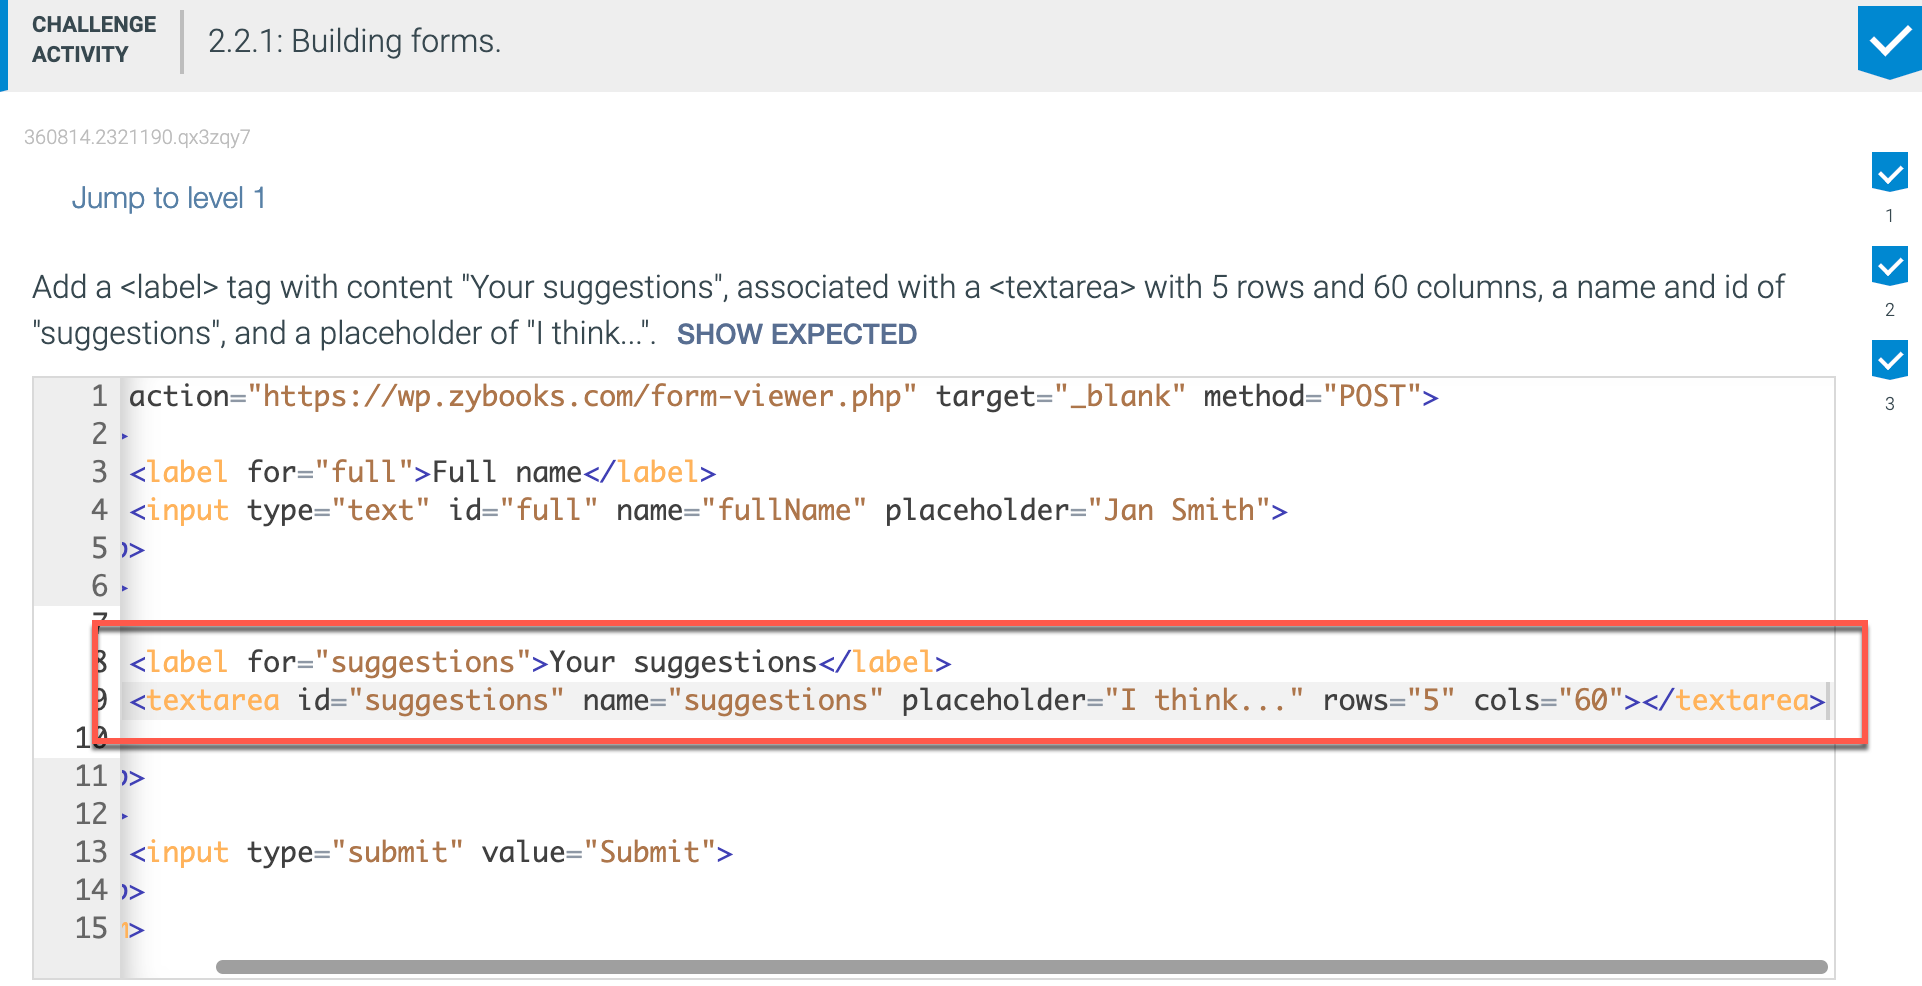 CHALLENGE
ACTIVITY
2.2.1: Building forms.
360814.2321190.qx3zqy7
Jump to level 1
1
2
3
Add a <label> tag with content "Your suggestions", associated with a <textarea> with 5 rows and 60 columns, a name and id of
"suggestions", and a placeholder of "I think...". SHOW EXPECTED
1 action="https://wp.zybooks.com/form-viewer.php" target="_blank" method="POST">
2 >
3 <label for="full">Full name</label>
4 <input type="text" id="full" name="fullName" placeholder="Jan Smith">
5 >
6 >
7
8 <label for="suggestions">Your suggestions</label>
9 <textarea id="suggestions" name="suggestions" placeholder="I think..." rows="5" cols="60"></textarea>
10
11 >
12 >
13 <input type="submit" value="Submit">
14 >
15 >